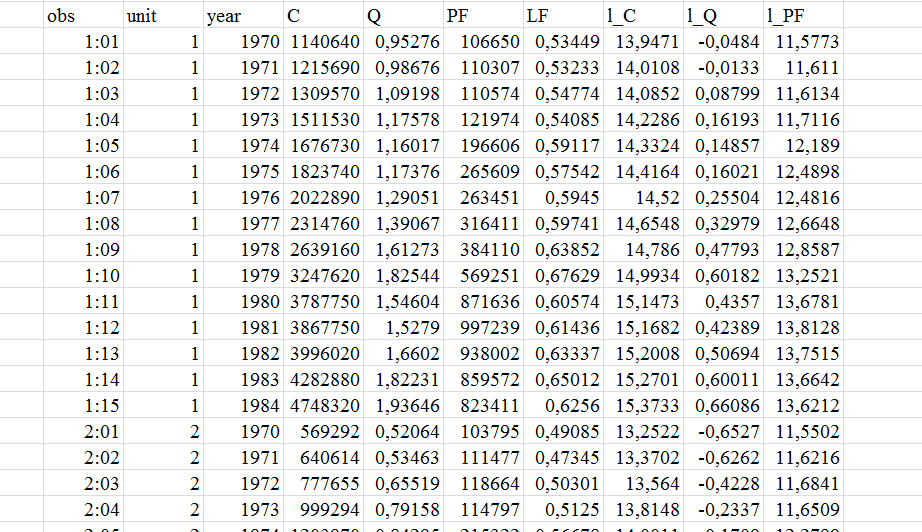 obs unit year C Q PF LF l_C l_Q l_PF
1:01 1 1970 1140640 0,95276 106650 0,53449 13,9471 -0,0484 11,5773
1:02 1 1971 1215690 0,98676 110307 0,53233 14,0108 -0,0133 11,611
1:03 1 1972 1309570 1,09198 110574 0,54774 14,0852 0,08799 11,6134
1:04 1 1973 1511530 1,17578 121974 0,54085 14,2286 0,16193 11,7116
1:05 1 1974 1676730 1,16017 196606 0,59117 14,3324 0,14857 12,189
1:06 1 1975 1823740 1,17376 265609 0,57542 14,4164 0,16021 12,4898
1:07 1 1976 2022890 1,29051 263451 0,5945 14,52 0,25504 12,4816
1:08 1 1977 2314760 1,39067 316411 0,59741 14,6548 0,32979 12,6648
1:09 1 1978 2639160 1,61273 384110 0,63852 14,786 0,47793 12,8587
1:10 1 1979 3247620 1,82544 569251 0,67629 14,9934 0,60182 13,2521
1:11 1 1980 3787750 1,54604 871636 0,60574 15,1473 0,4357 13,6781
1:12 1 1981 3867750 1,5279 997239 0,61436 15,1682 0,42389 13,8128
1:13 1 1982 3996020 1,6602 938002 0,63337 15,2008 0,50694 13,7515
1:14 1 1983 4282880 1,82231 859572 0,65012 15,2701 0,60011 13,6642
1:15 1 1984 4748320 1,93646 823411 0,6256 15,3733 0,66086 13,6212
2:01 2 1970 569292 0,52064 103795 0,49085 13,2522 -0,6527 11,5502
2:02 2 1971 640614 0,53463 111477 0,47345 13,3702 -0,6262 11,6216
2:03 2 1972 777655 0,65519 118664 0,50301 13,564 -0,4228 11,6841
2:04 2 1973 999294 0,79158 114797 0,5125 13,8148 -0,2337 11,6509